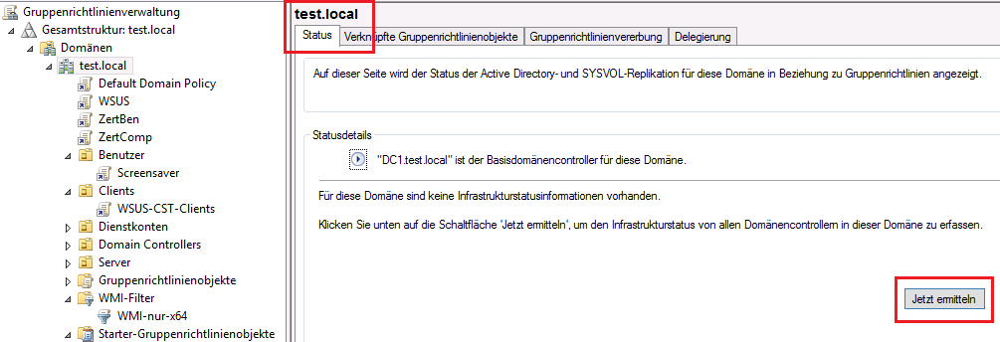 Gruppenrichtlinienverwaltung
Gesamtstruktur: test.local
Domänen
test.local
Default Domain Policy
WSUS
ZertBen
ZertComp
Benutzer
Screensaver
Clients
WSUS-CST-Clients
Dienstkonten
Domain Controllers
Server
Gruppenrichtlinienobjekte
WMI-Filter
WMI-nur-x64
Starter-Gruppenrichtlinienobjekte
test.local
Status Verknüpfte Gruppenrichtlinienobjekte Gruppenrichtlinienvererbung Delegierung
Auf dieser Seite wird der Status der Active Directory- und SYSVOL-Replikation für diese Domäne in Beziehung zu Gruppenrichtlinien angezeigt.
Statusdetails
"DC1.test.local" ist der Basisdomänencontroller für diese Domäne.
Für diese Domäne sind keine Infrastrukturstatusinformationen vorhanden.
Klicken Sie unten auf die Schaltfläche 'Jetzt ermitteln', um den Infrastrukturstatus von allen Domänencontrollern in dieser Domäne zu erfassen.
Jetzt ermitteln